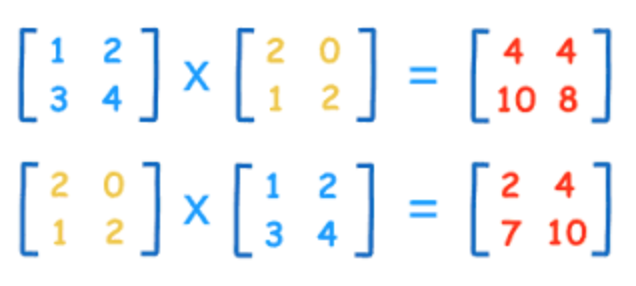 [1 2] x [2 0] = [4 4]
[3 4] [1 2] [10 8]
[2 0] x [1 2] = [2 4]
[1 2] [3 4] [7 10]